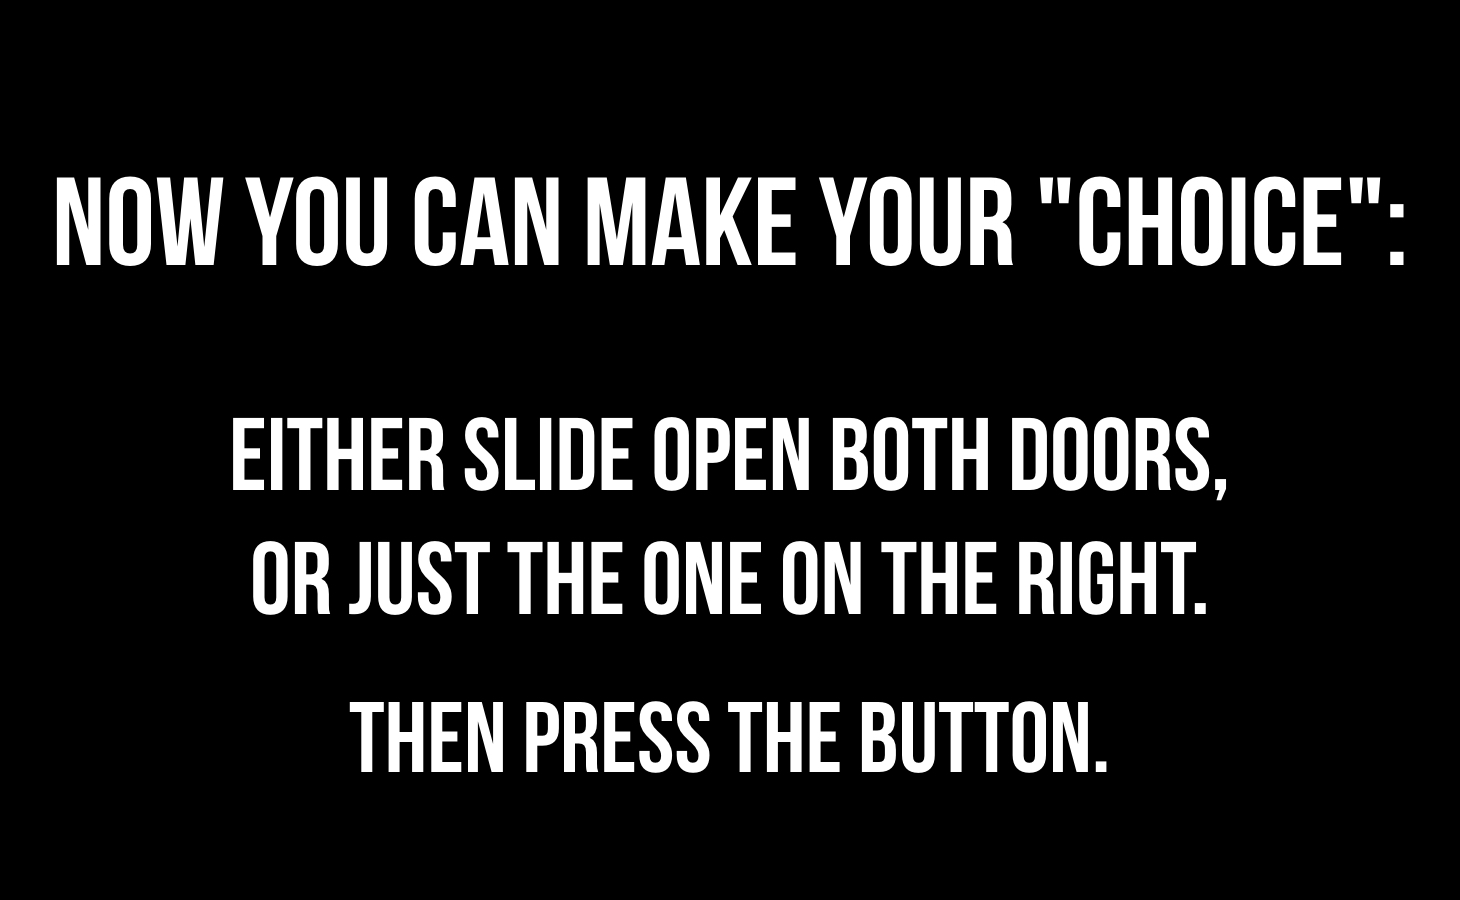 NOW YOU CAN MAKE YOUR "CHOICE":
EITHER SLIDE OPEN BOTH DOORS,
OR JUST THE ONE ON THE RIGHT.
THEN PRESS THE BUTTON.